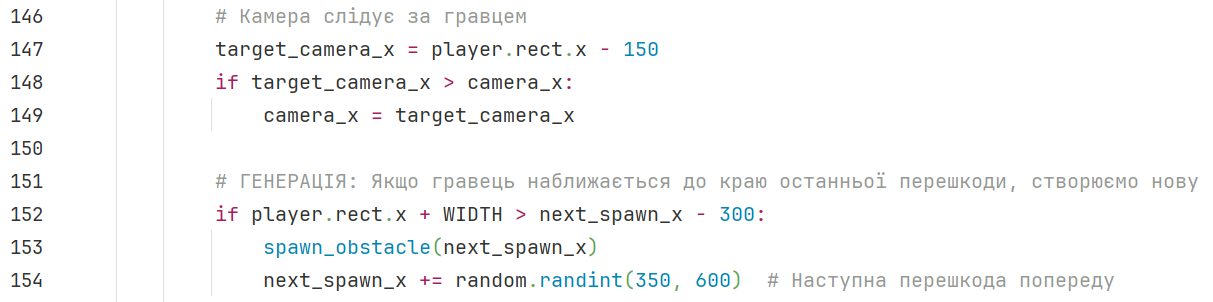 146 # Камера слідує за гравцем
147 target_camera_x = player.rect.x - 150
148 if target_camera_x > camera_x:
149 camera_x = target_camera_x
150
151 # ГЕНЕРАЦІЯ: Якщо гравець наближається до краю останньої перешкоди, створюємо нову
152 if player.rect.x + WIDTH > next_spawn_x - 300:
153 spawn_obstacle(next_spawn_x)
154 next_spawn_x += random.randint(350, 600)  # Наступна перешкода попереду